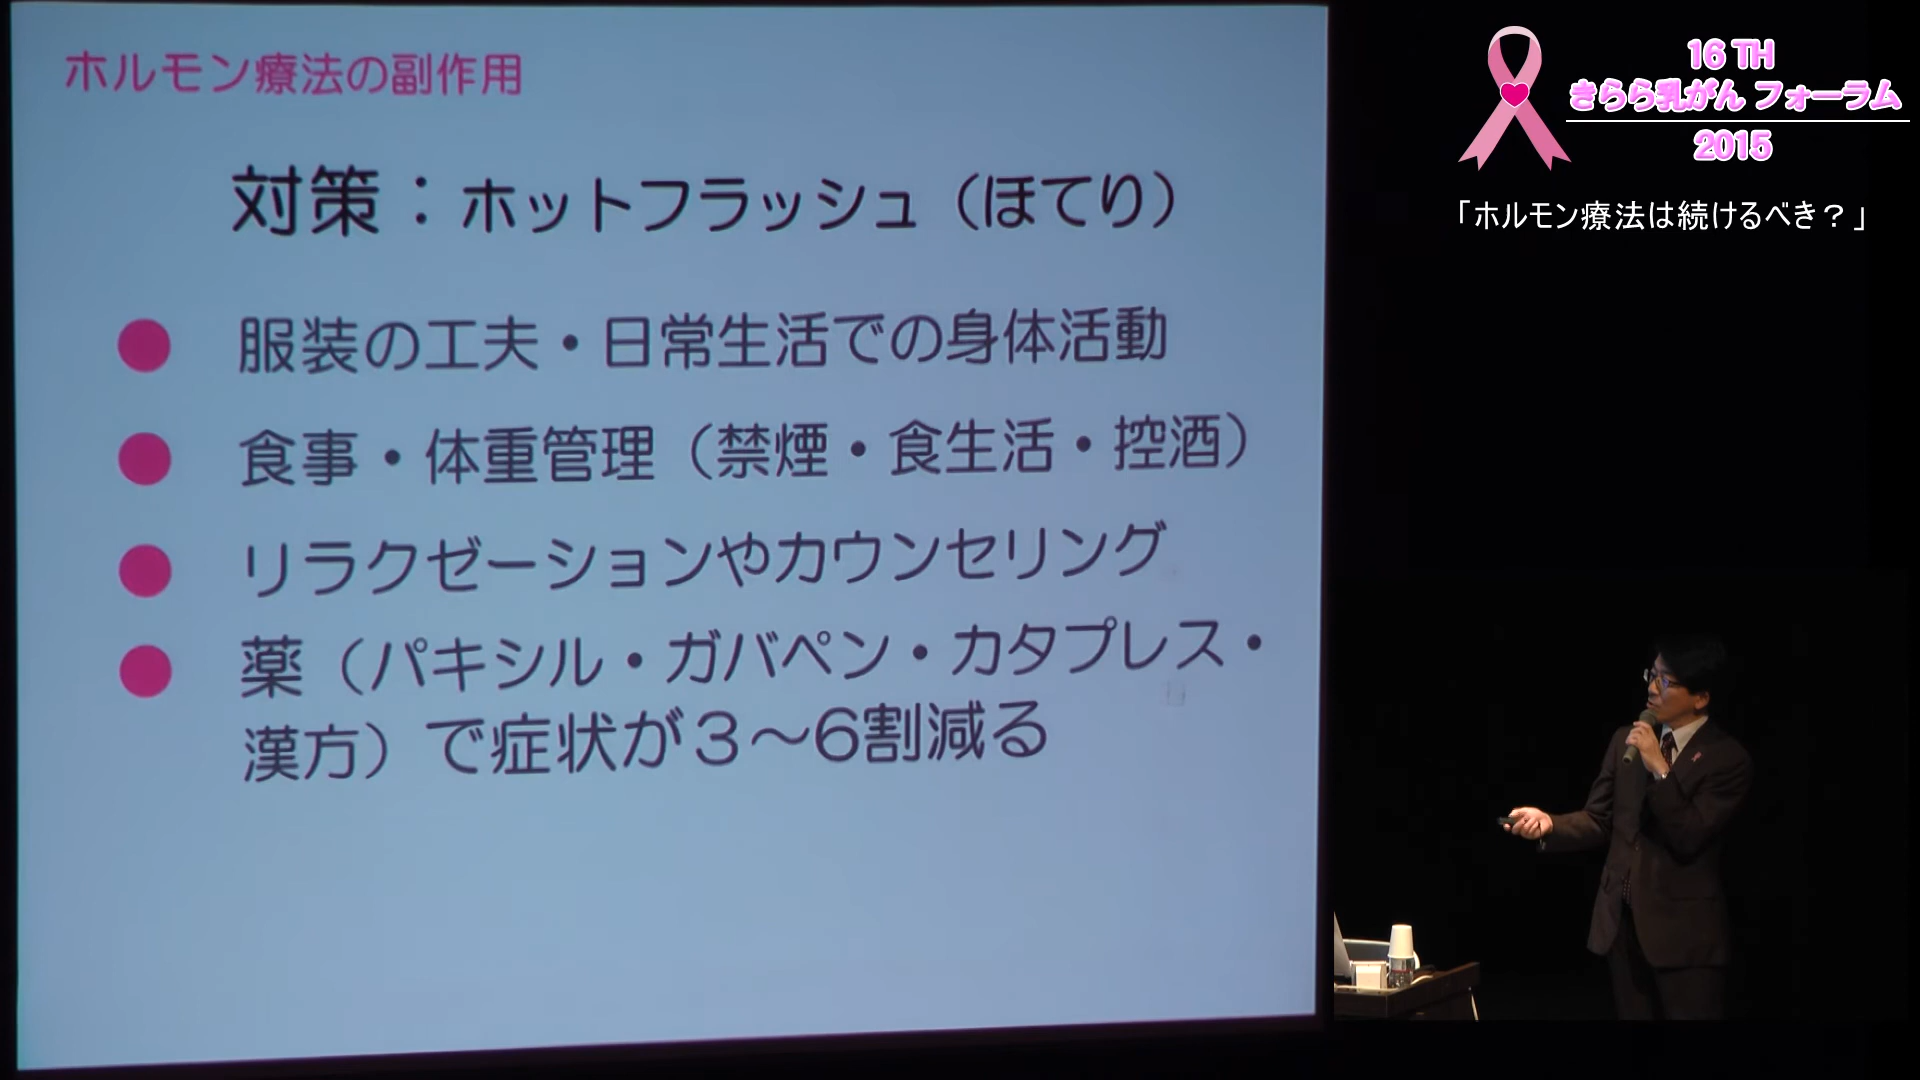 ホルモン療法の副作用
対策：ホットフラッシュ（ほてり）
服装の工夫・日常生活での身体活動
食事・体重管理（禁煙・食生活・控酒）
リラクゼーションやカウンセリング
薬（パキシル・ガバペン・カタプレス・
漢方）で症状が３～６割減る
16 TH
きらら乳がん フォーラム
2015
「ホルモン療法は続けるべき？」